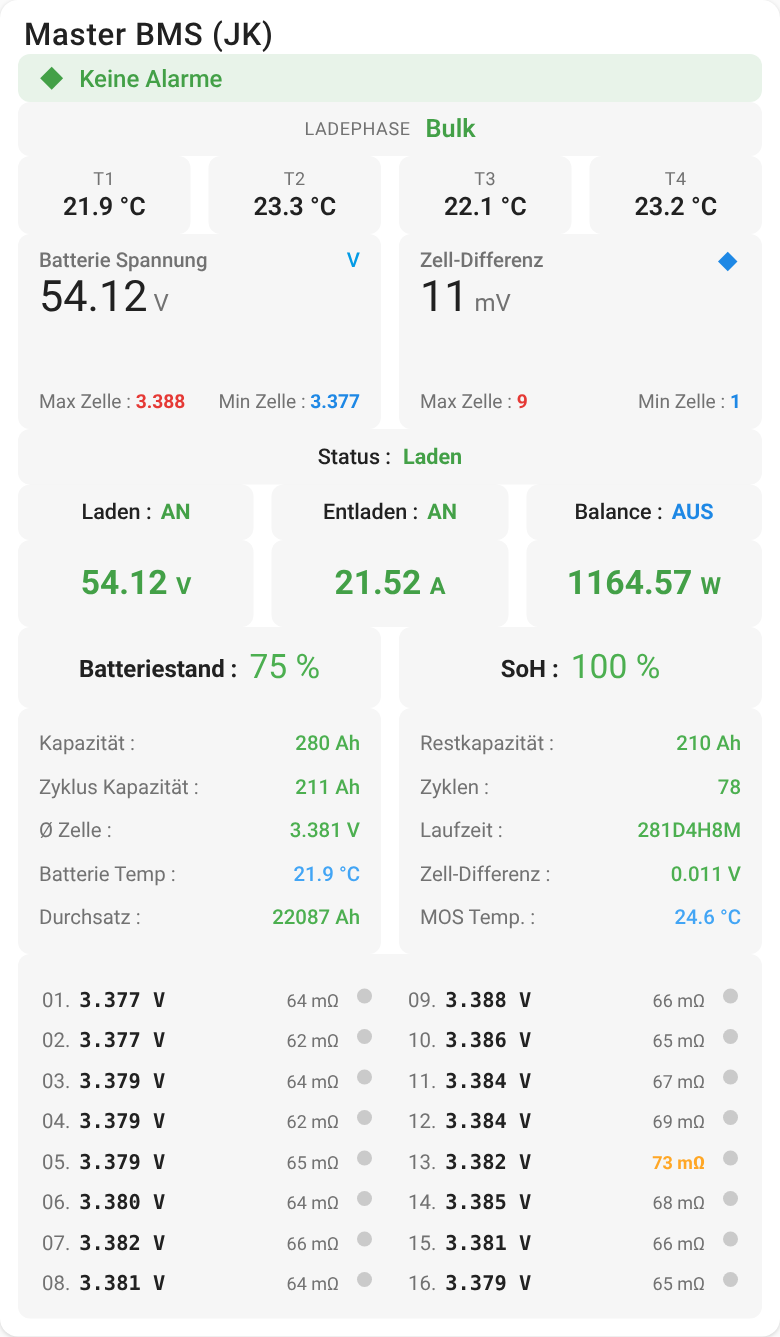 Master BMS (JK)
Keine Alarme
LADEPHASE Bulk
T1 T2 T3 T4
21.9 °C 23.3 °C 22.1 °C 23.2 °C
Batterie Spannung V
54.12 V
Max Zelle : 3.388 Min Zelle : 3.377
Zell-Differenz
11 mV
Max Zelle : 9 Min Zelle : 1
Status : Laden
Laden : AN Entladen : AN Balance : AUS
54.12 V 21.52 A 1164.57 W
Batteriestand : 75 % SoH : 100 %
Kapazität : 280 Ah
Zyklus Kapazität : 211 Ah
Ø Zelle : 3.381 V
Batterie Temp : 21.9 °C
Durchsatz : 22087 Ah
Restkapazität : 210 Ah
Zyklen : 78
Laufzeit : 281D4H8M
Zell-Differenz : 0.011 V
MOS Temp. : 24.6 °C
01. 3.377 V 64 mΩ
02. 3.377 V 62 mΩ
03. 3.379 V 64 mΩ
04. 3.379 V 62 mΩ
05. 3.379 V 65 mΩ
06. 3.380 V 64 mΩ
07. 3.382 V 66 mΩ
08. 3.381 V 64 mΩ
09. 3.388 V 66 mΩ
10. 3.386 V 65 mΩ
11. 3.384 V 67 mΩ
12. 3.384 V 69 mΩ
13. 3.382 V 73 mΩ
14. 3.385 V 68 mΩ
15. 3.381 V 66 mΩ
16. 3.379 V 65 mΩ